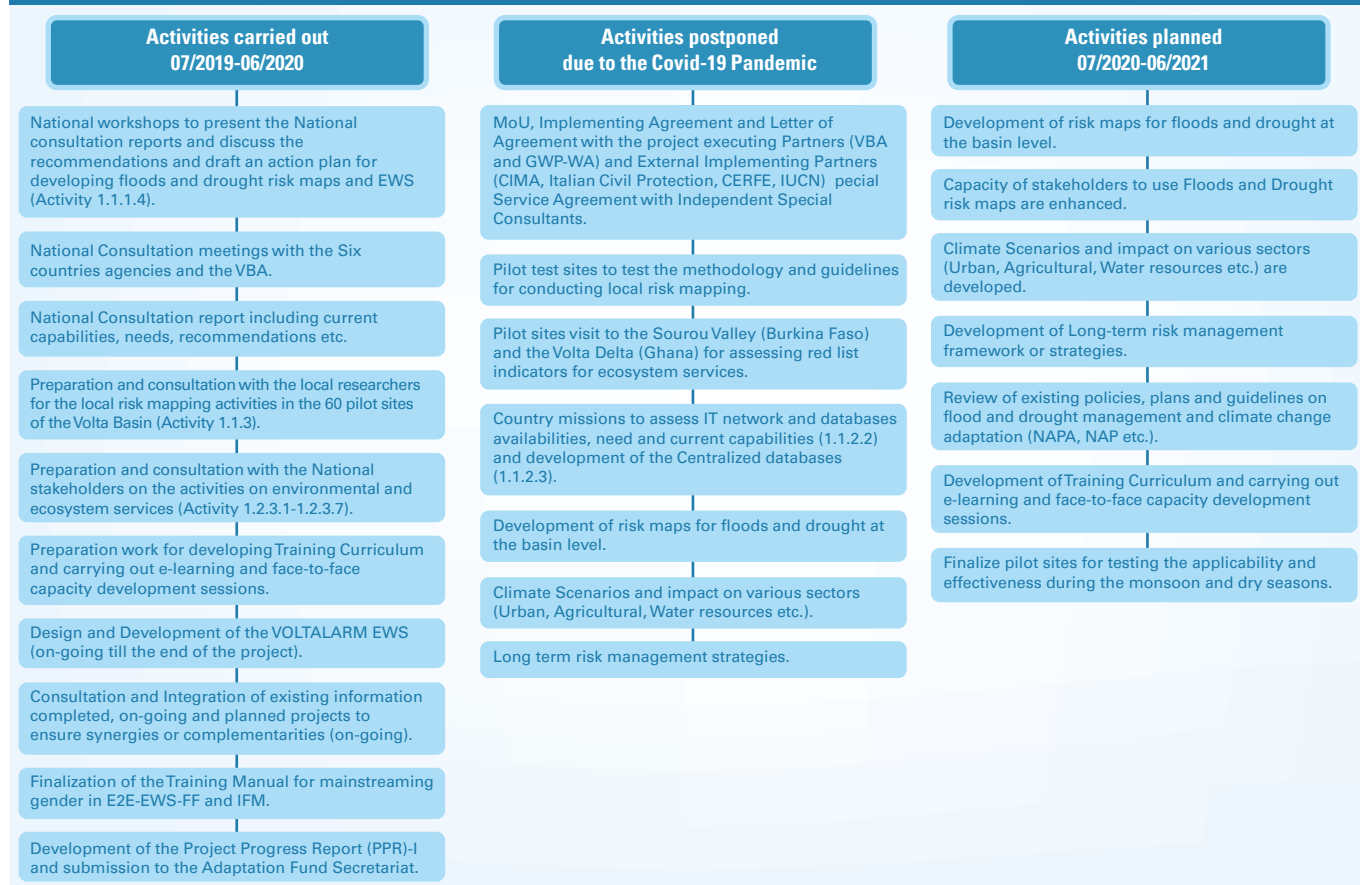 Activities carried out
07/2019-06/2020
National workshops to present the National
consultation reports and discuss the
recommendations and draft an action plan for
developing floods and drought risk maps and EWS
(Activity 1.1.1.4).
National Consultation meetings with the Six
countries agencies and the VBA.
National Consultation report including current
capabilities, needs, recommendations etc.
Preparation and consultation with the local researchers
for the local risk mapping activities in the 60 pilot sites
of the Volta Basin (Activity 1.1.3).
Preparation and consultation with the National
stakeholders on the activities on environmental and
ecosystem services (Activity 1.2.3.1-1.2.3.7).
Preparation work for developing Training Curriculum
and carrying out e-learning and face-to-face
capacity development sessions.
Design and Development of the VOLTALARM EWS
(on-going till the end of the project).
Consultation and Integration of existing information
completed, on-going and planned projects to
ensure synergies or complementarities (on-going).
Finalization of the Training Manual for mainstreaming
gender in E2E-EWS-FF and IFM.
Development of the Project Progress Report (PPR)-I
and submission to the Adaptation Fund Secretariat.
Activities postponed
due to the Covid-19 Pandemic
MoU, Implementing Agreement and Letter of
Agreement with the project executing Partners (VBA
and GWP-WA) and External Implementing Partners
(CIMA, Italian Civil Protection, CERFE, IUCN) pecial
Service Agreement with Independent Special
Consultants.
Pilot test sites to test the methodology and guidelines
for conducting local risk mapping.
Pilot sites visit to the Sourou Valley (Burkina Faso)
and the Volta Delta (Ghana) for assessing red list
indicators for ecosystem services.
Country missions to assess IT network and databases
availabilities, need and current capabilities (1.1.2.2)
and development of the Centralized databases
(1.1.2.3).
Development of risk maps for floods and drought at
the basin level.
Climate Scenarios and impact on various sectors
(Urban, Agricultural, Water resources etc.).
Long term risk management strategies.
Activities planned
07/2020-06/2021
Development of risk maps for floods and drought at
the basin level.
Capacity of stakeholders to use Floods and Drought
risk maps are enhanced.
Climate Scenarios and impact on various sectors
(Urban, Agricultural, Water resources etc.) are
developed.
Development of Long-term risk management
framework or strategies.
Review of existing policies, plans and guidelines on
flood and drought management and climate change
adaptation (NAPA, NAP etc.).
Development of Training Curriculum and carrying out
e-learning and face-to-face capacity development
sessions.
Finalize pilot sites for testing the applicability and
effectiveness during the monsoon and dry seasons.